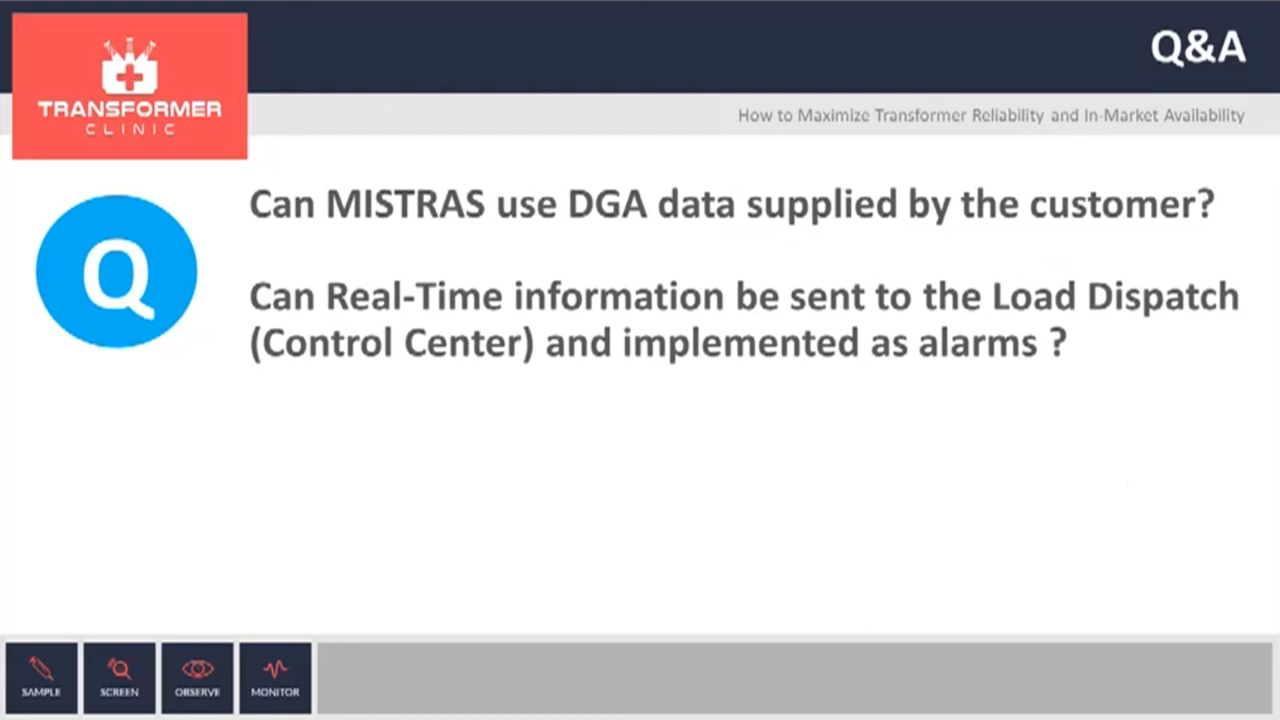 Q&A
TRANSFORMER
CLINIC
How to Maximize Transformer Reliability and In-Market Availability
Q
Can MISTRAS use DGA data supplied by the customer?
Can Real-Time information be sent to the Load Dispatch
(Control Center) and implemented as alarms ?
SAMPLE
SCREEN
OBSERVE
MONITOR